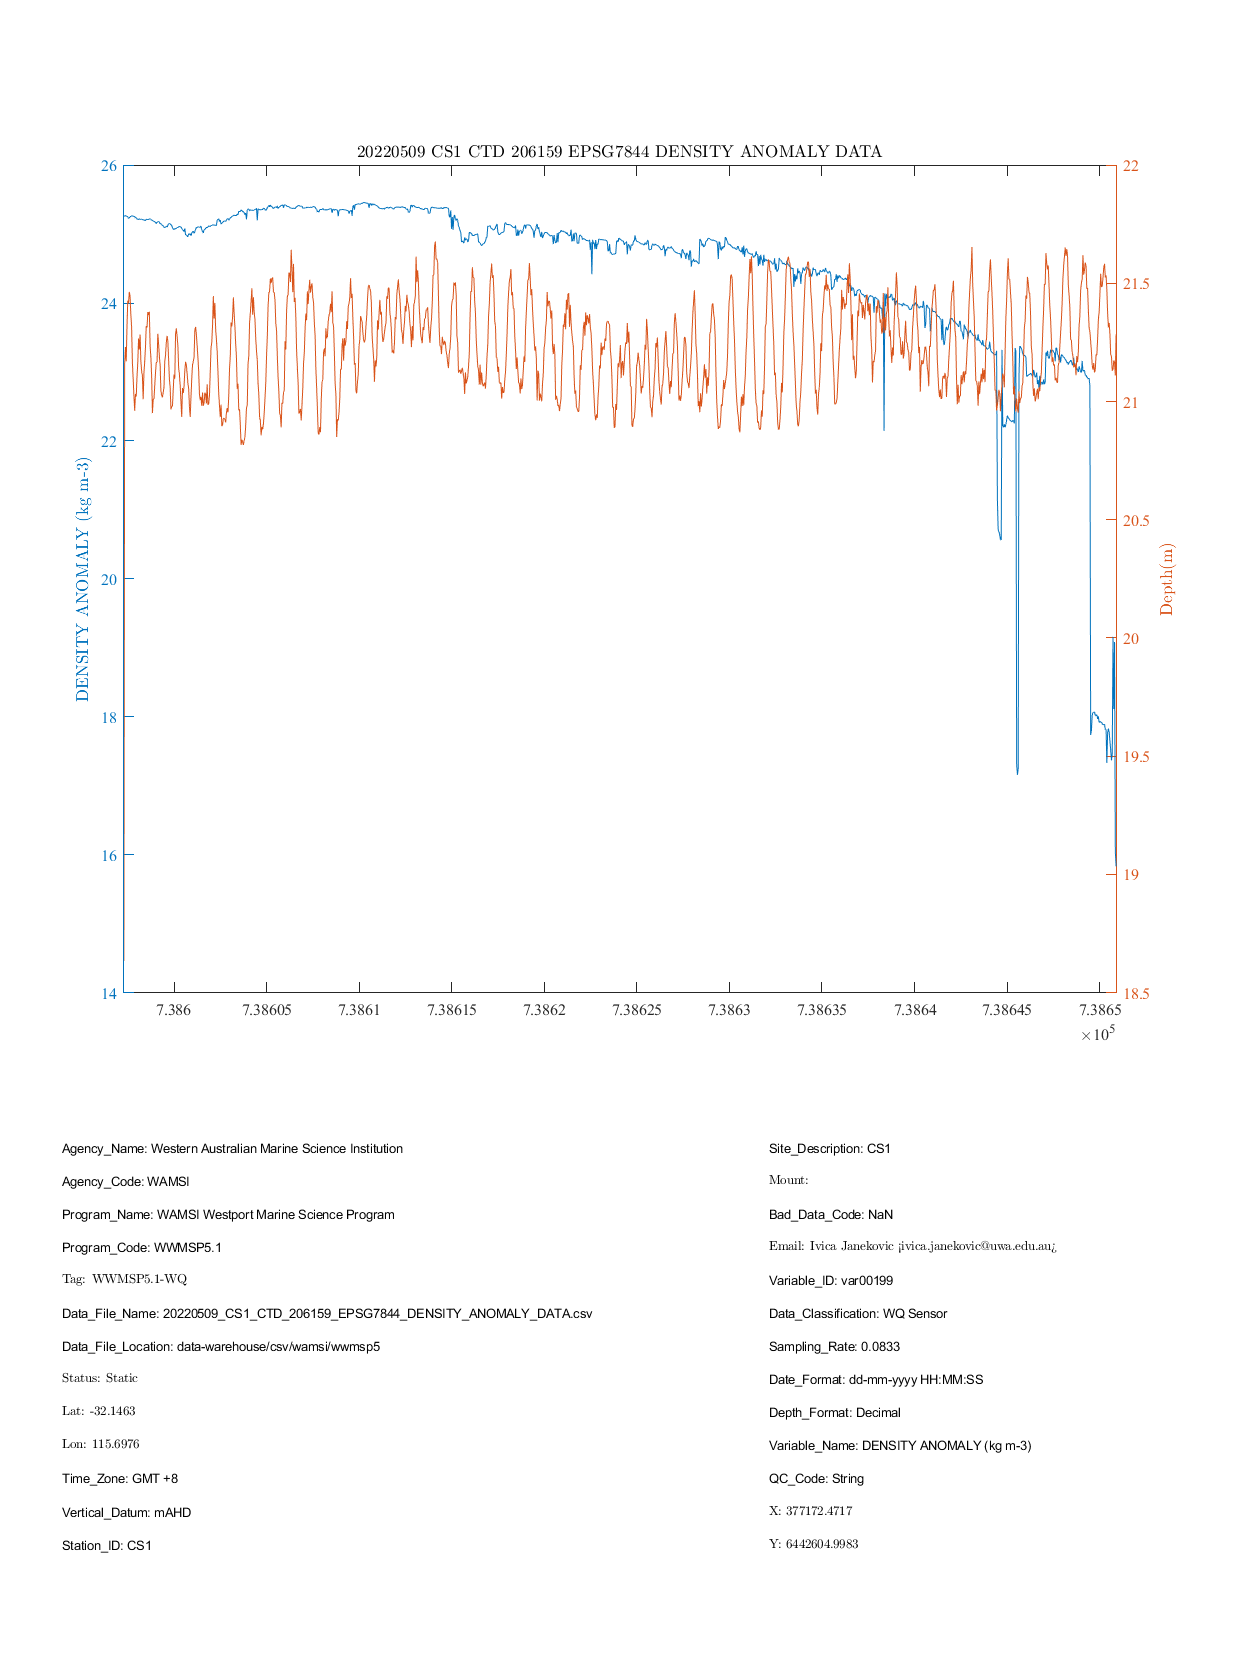 20220509 CS1 CTD 206159 EPSG7844 DENSITY ANOMALY DATA
26
24
22
20
18
16
14
DENSITY ANOMALY (kg m-3)
22
21.5
21
20.5
20
19.5
19
18.5
Depth(m)
7.386 7.38605 7.3861 7.38615 7.3862 7.38625 7.3863 7.38635 7.3864 7.38645 7.3865
×10^5
Agency_Name: Western Australian Marine Science Institution
Agency_Code: WAMSI
Program_Name: WAMSI Westport Marine Science Program
Program_Code: WWMSP5.1
Tag: WWMSP5.1-WQ
Data_File_Name: 20220509_CS1_CTD_206159_EPSG7844_DENSITY_ANOMALY_DATA.csv
Data_File_Location: data-warehouse/csv/wamsi/wwmsp5
Status: Static
Lat: -32.1463
Lon: 115.6976
Time_Zone: GMT +8
Vertical_Datum: mAHD
Station_ID: CS1
Site_Description: CS1
Mount:
Bad_Data_Code: NaN
Email: Ivica Janekovic ¡ivica.janekovic@uwa.edu.au¿
Variable_ID: var00199
Data_Classification: WQ Sensor
Sampling_Rate: 0.0833
Date_Format: dd-mm-yyyy HH:MM:SS
Depth_Format: Decimal
Variable_Name: DENSITY ANOMALY (kg m-3)
QC_Code: String
X: 377172.4717
Y: 6442604.9983